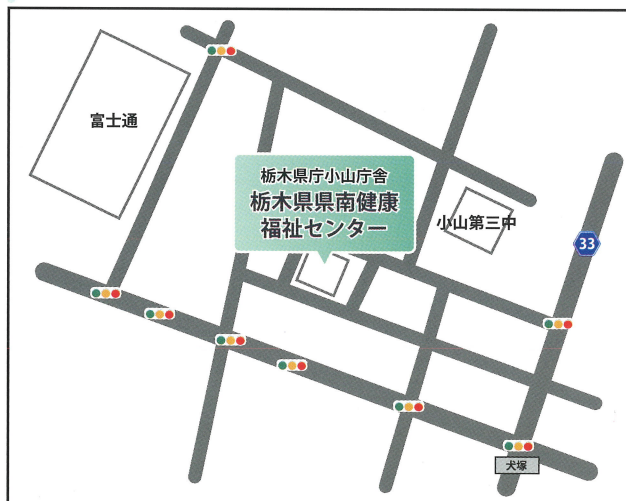 富士通
栃木県庁小山庁舎
栃木県県南健康
福祉センター
小山第三中
33
犬塚